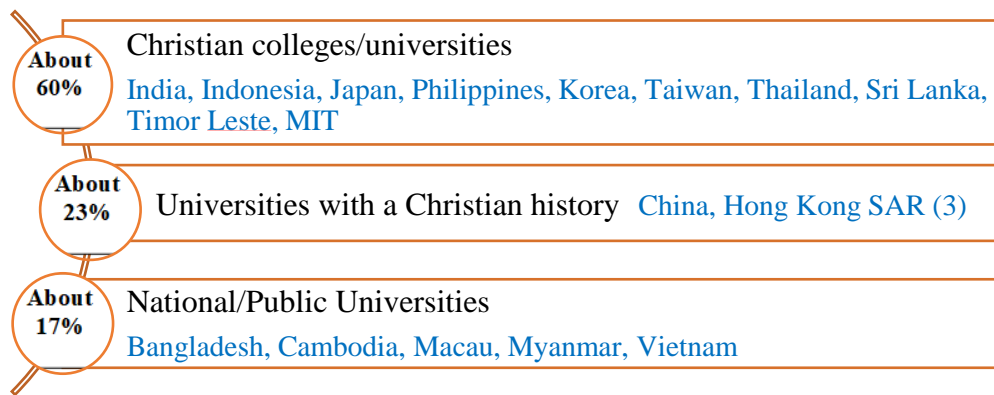 About
60%
Christian colleges/universities
India, Indonesia, Japan, Philippines, Korea, Taiwan, Thailand, Sri Lanka,
Timor Leste, MIT
About
23%
Universities with a Christian history China, Hong Kong SAR (3)
About
17%
National/Public Universities
Bangladesh, Cambodia, Macau, Myanmar, Vietnam